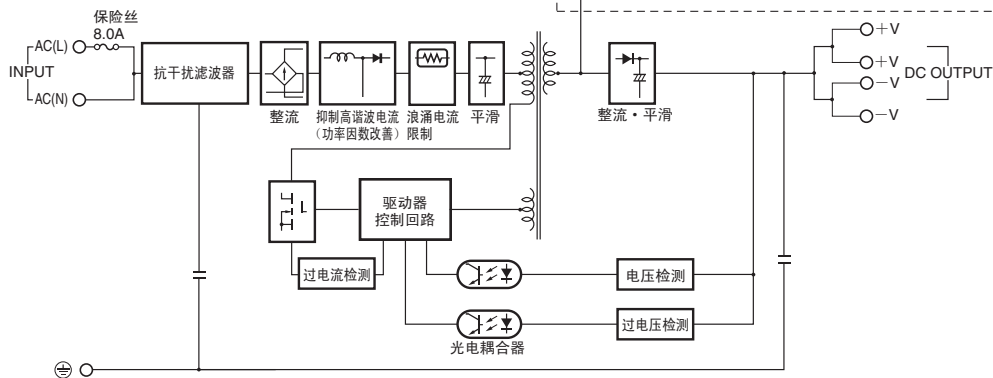 保险丝
8.0A
AC(L)
INPUT
AC(N)
抗干扰滤波器
整流
抑制高谐波电流
（功率因数改善）
浪涌电流
限制
平滑
整流・平滑
＋V
＋V
DC OUTPUT
－V
－V
驱动器
控制回路
过电流检测
电压检测
过电压检测
光电耦合器